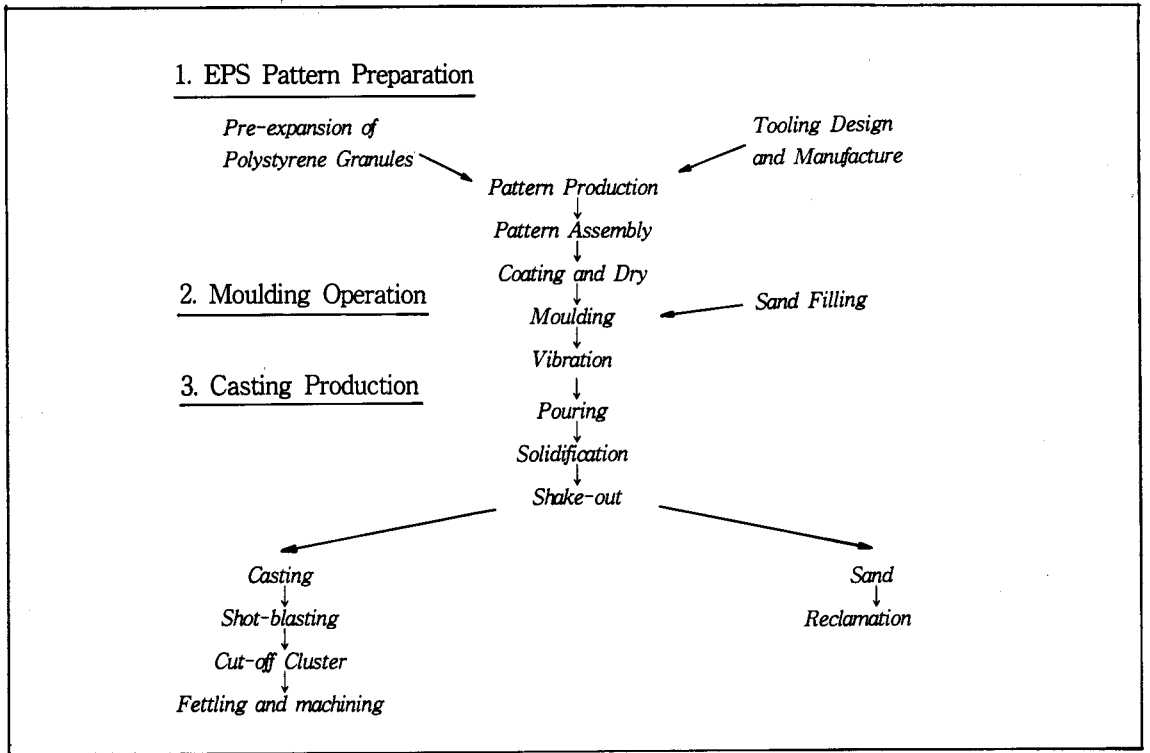 1. EPS Pattern Preparation
Pre-expansion of
Polystyrene Granules
Tooling Design
and Manufacture
Pattern Production
Pattern Assembly
Coating and Dry
2. Moulding Operation
Moulding
Sand Filling
Vibration
3. Casting Production
Pouring
Solidification
Shake-out
Casting
Sand
Shot-blasting
Reclamation
Cut-off Cluster
Fettling and machining